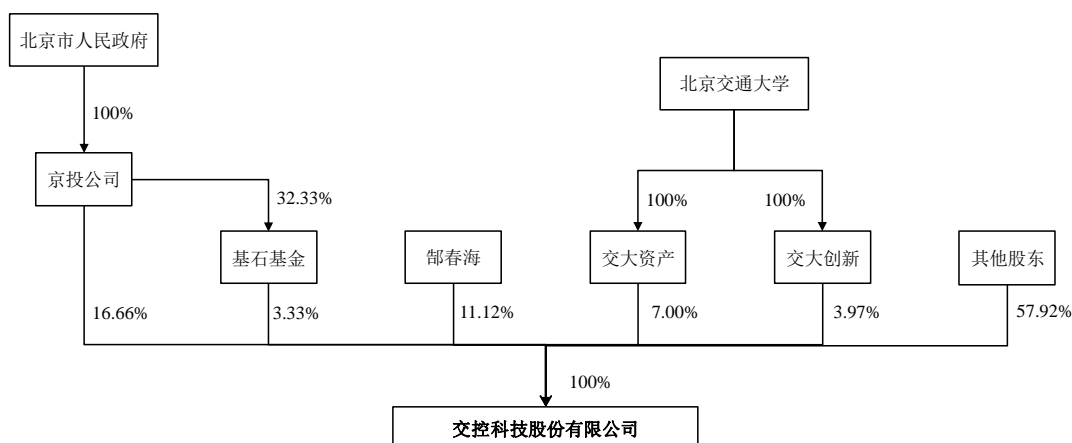 北京市人民政府
北京交通大学
100%
京投公司
32.33%
100%
100%
基石基金
郜春海
交大资产
交大创新
其他股东
16.66%
3.33%
11.12%
7.00%
3.97%
57.92%
100%
交控科技股份有限公司